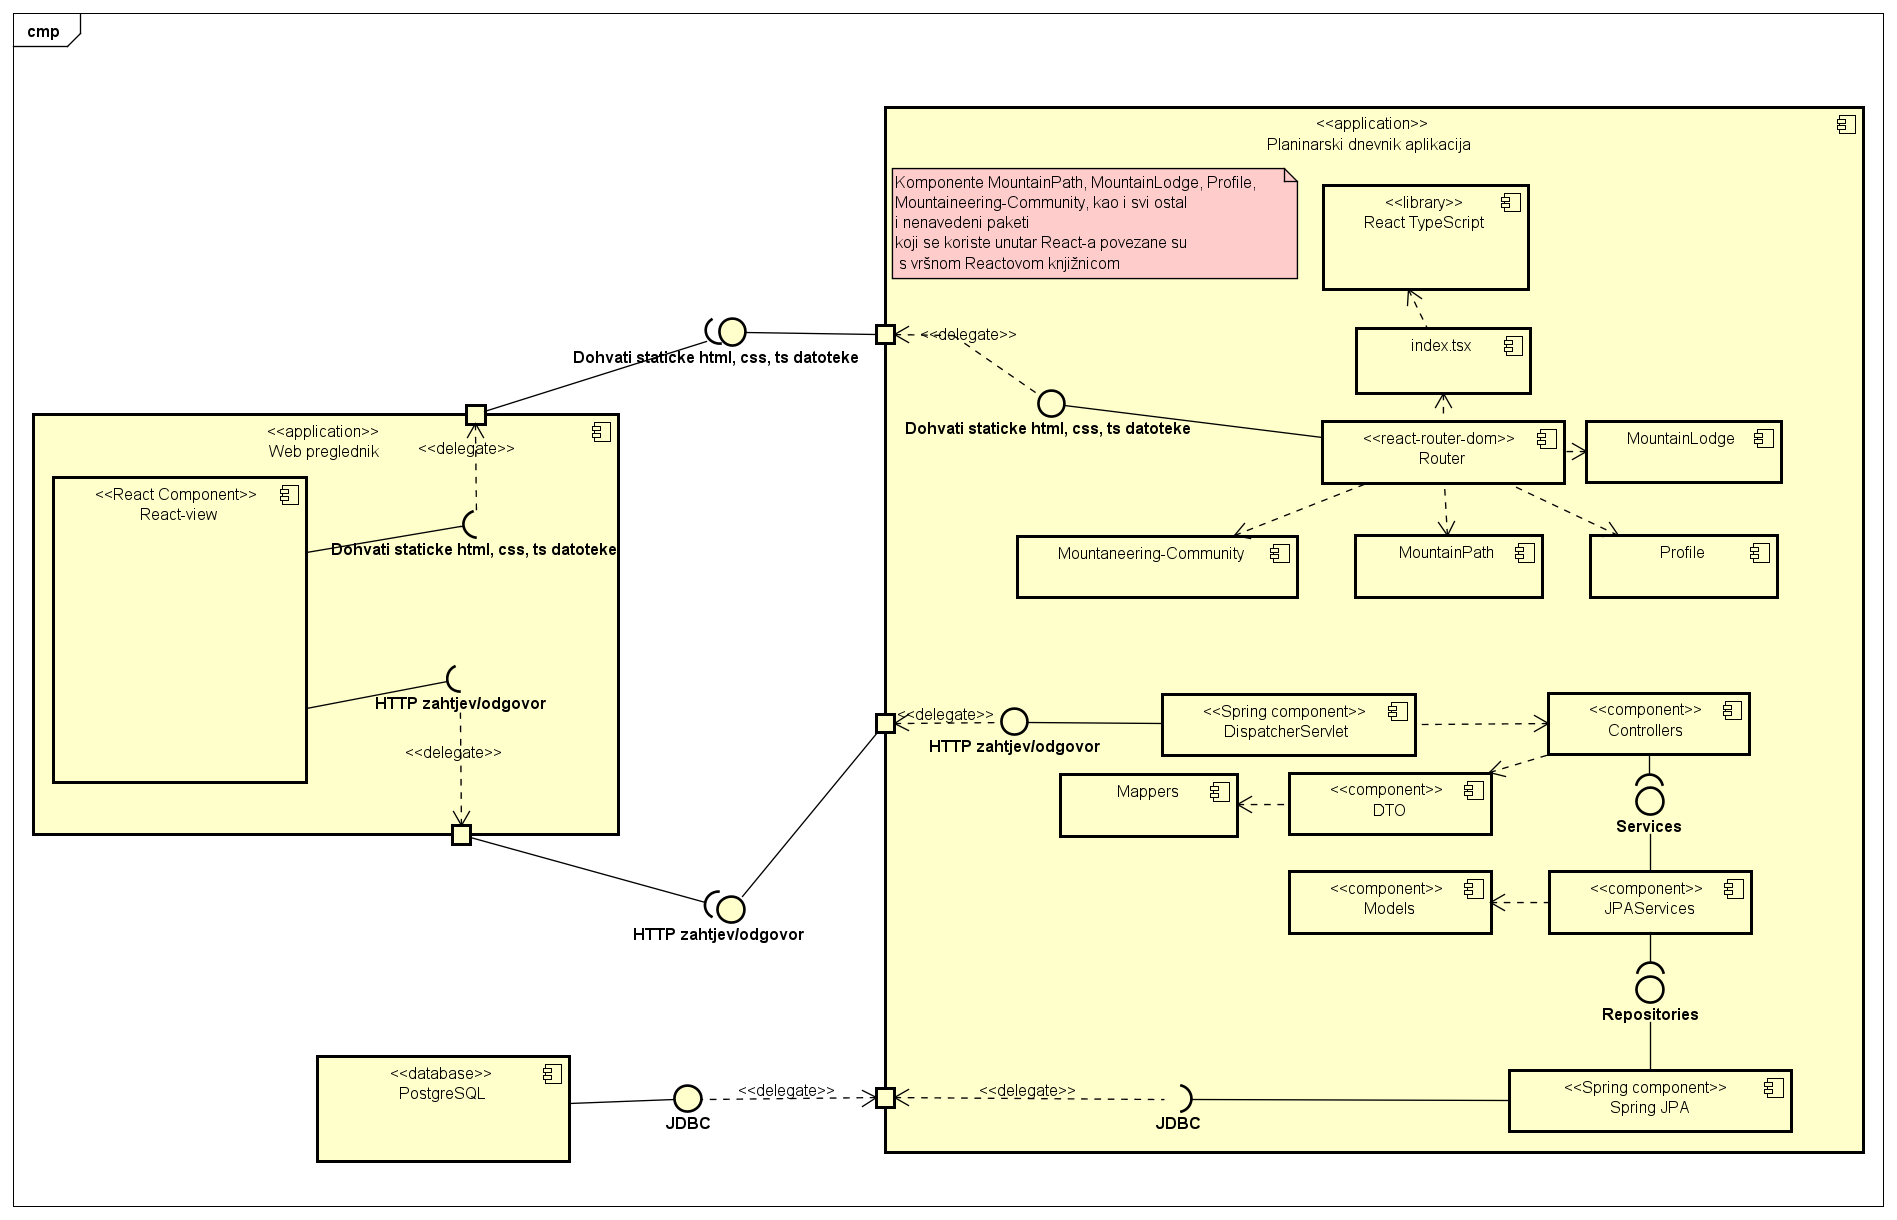 cmp
<<application>>
Planinarski dnevnik aplikacija
Komponente MountainPath, MountainLodge, Profile,
Mountaineering-Community, kao i svi ostal
i nenavedeni paketi
koji se koriste unutar React-a povezane su
s vršnom Reactovom knjižnicom
<<library>>
React TypeScript
index.tsx
<<delegate>>
Dohvati staticke html, css, ts datoteke
Dohvati staticke html, css, ts datoteke
<<react-router-dom>>
Router
MountainLodge
Mountaneering-Community
MountainPath
Profile
<<application>>
Web preglednik
<<delegate>>
<<React Component>>
React-view
Dohvati staticke html, css, ts datoteke
HTTP zahtjev/odgovor
<<delegate>>
HTTP zahtjev/odgovor
<<delegate>>
HTTP zahtjev/odgovor
<<Spring component>>
DispatcherServlet
<<component>>
Controllers
Mappers
<<component>>
DTO
Services
<<component>>
Models
<<component>>
JPAServices
Repositories
<<database>>
PostgreSQL
JDBC
<<delegate>>
<<delegate>>
JDBC
<<Spring component>>
Spring JPA